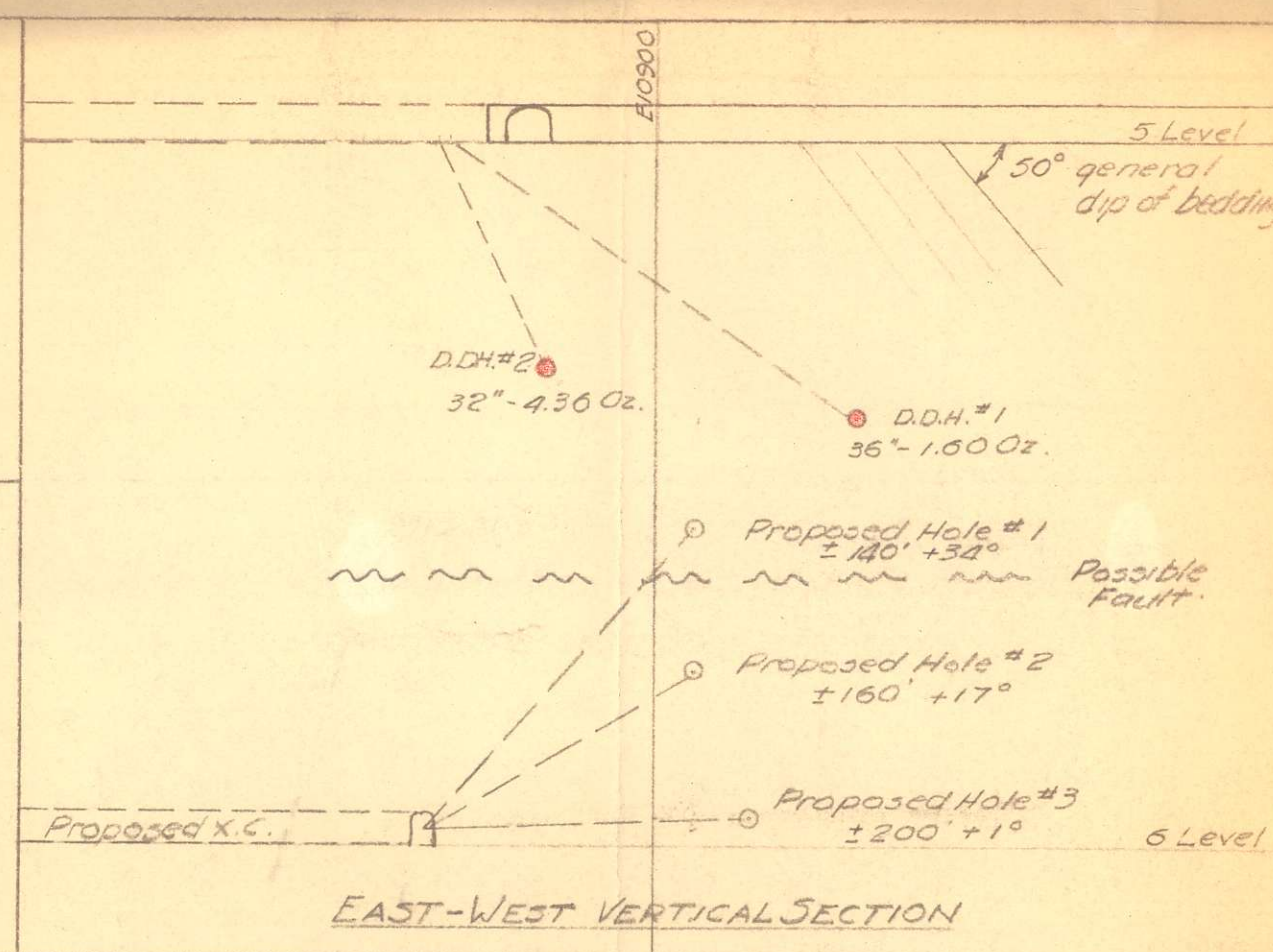 E10900
5 Level
50° general
dip of bedding
D.D.H.#2
32"-4.36 Oz.
D.D.H.#1
36"-1.60 Oz.
Proposed Hole #1
±140' +34°
Possible
Fault.
Proposed Hole #2
±160' +17°
Proposed Hole #3
±200' +1°
Proposed X.C.
6 Level
EAST-WEST VERTICAL SECTION